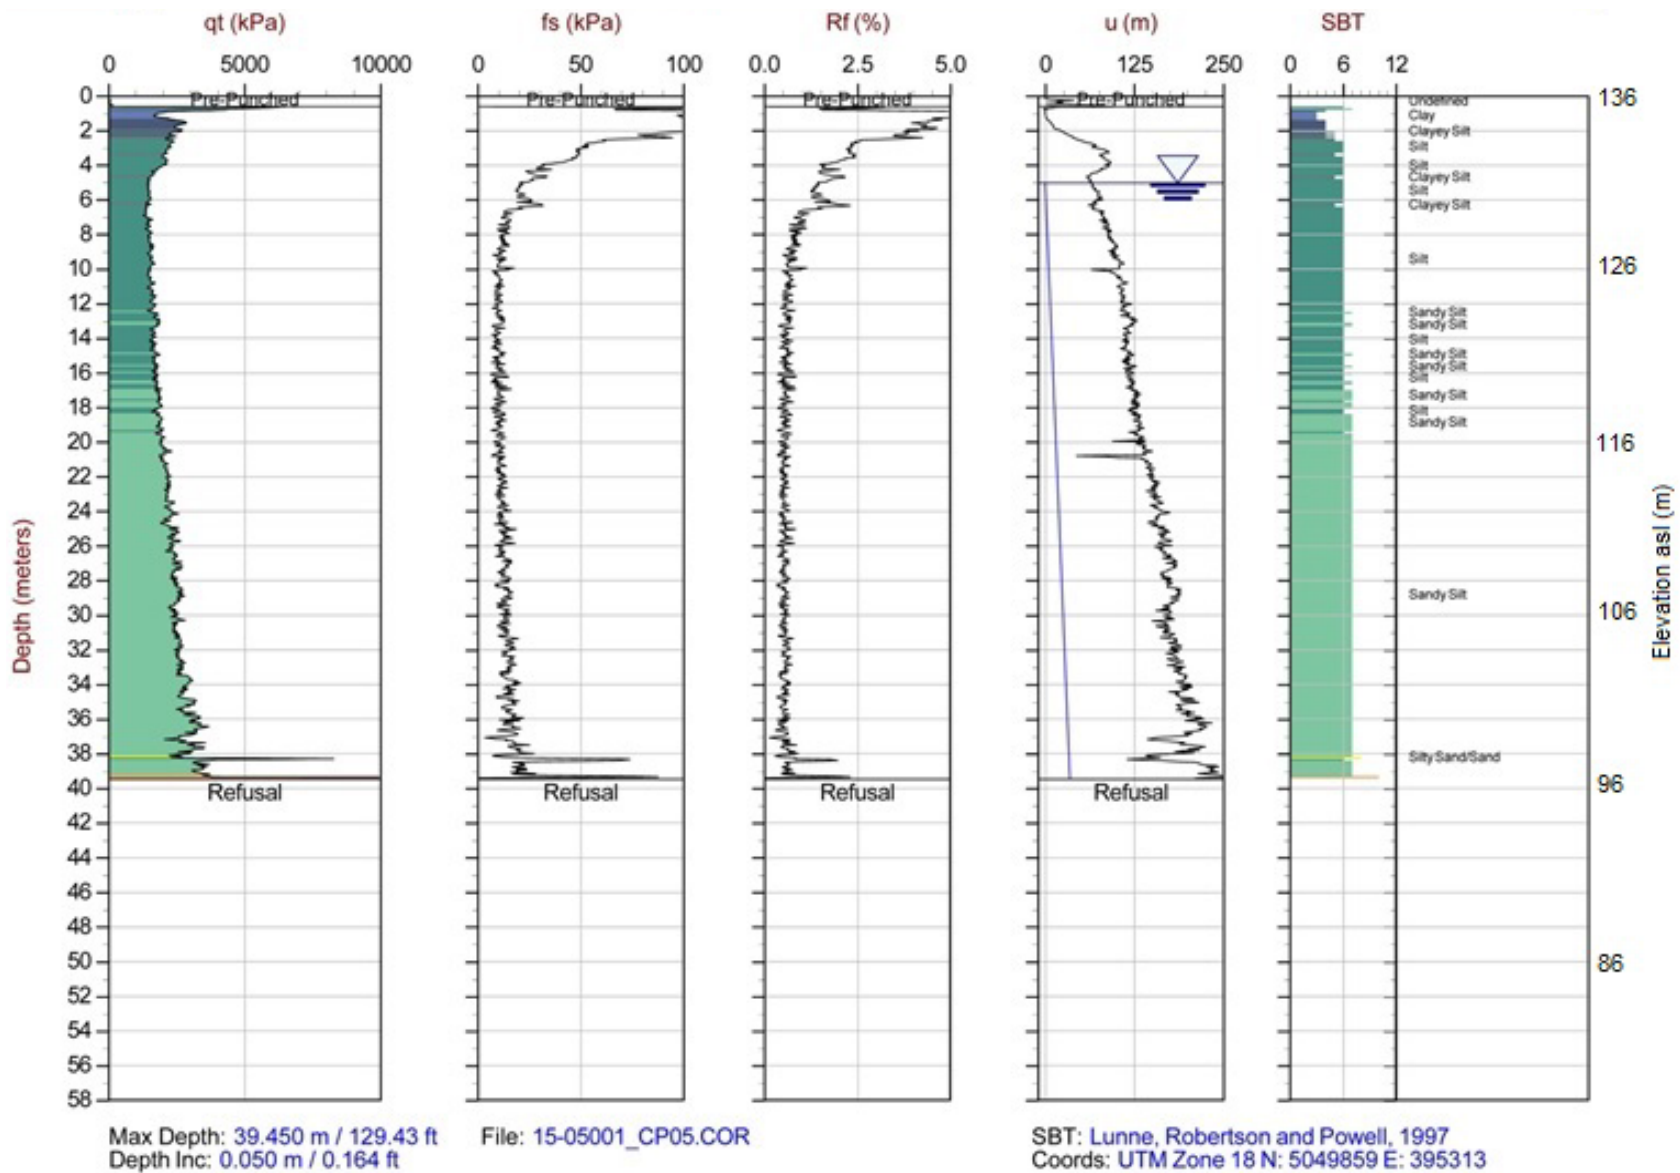 qt (kPa) fs (kPa) Rf (%) u (m) SBT
0 5000 10000 0 50 100 0.0 2.5 5.0 0 125 250 0 6 12
Pre-Punched Pre-Punched Pre-Punched Pre-Punched
0 136
Undefined
Clay
2 Clayey Silt
Silt
4 Silt
Clayey Silt
Silt
6 Clayey Silt
8
Silt
10 126
12
Sandy Silt
Sandy Silt
14 Silt
Sandy Silt
Sandy Silt
16 Silt
Sandy Silt
18 Silt
Sandy Silt
20 116
22
24
26
28
Sandy Silt
30 106
32
34
36
38 Silty Sand/Sand
40 96
Refusal Refusal Refusal Refusal
42
44
46
48
50 86
52
54
56
58
Depth (meters)
Elevation asl (m)
Max Depth: 39.450 m / 129.43 ft File: 15-05001_CP05.COR SBT: Lunne, Robertson and Powell, 1997
Depth Inc: 0.050 m / 0.164 ft Coords: UTM Zone 18 N: 5049859 E: 395313